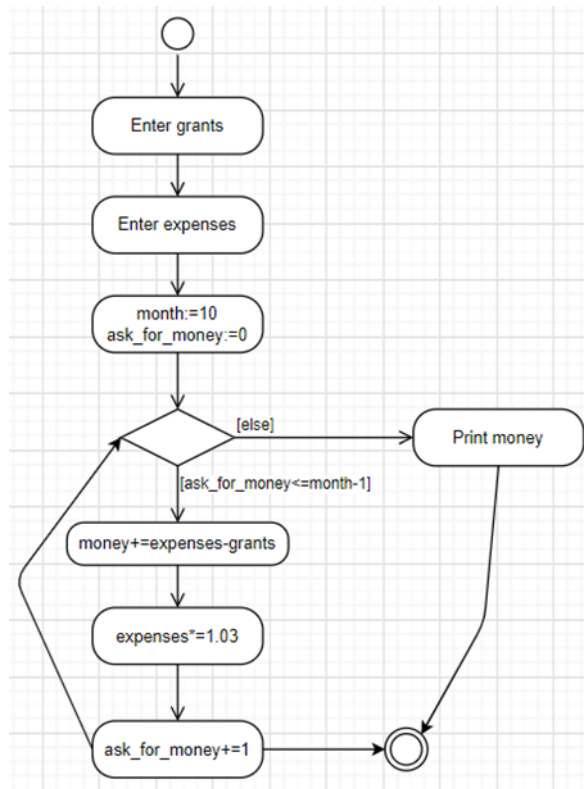 Enter grants
Enter expenses
month:=10
ask_for_money:=0
[else]
Print money
[ask_for_money<=month-1]
money+=expenses-grants
expenses*=1.03
ask_for_money+=1